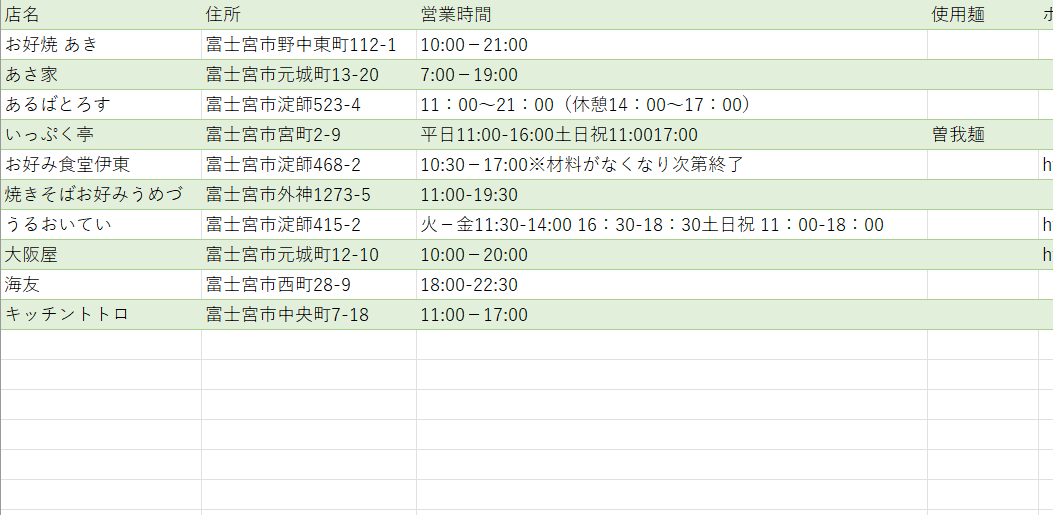 店名 住所 営業時間 使用麺 ホ
お好焼 あき 富士宮市野中東町112-1 10:00－21:00
あさ家 富士宮市元城町13-20 7:00－19:00
あるばとろす 富士宮市淀師523-4 11：00～21：00（休憩14：00～17：00）
いっぷく亭 富士宮市宮町2-9 平日11:00-16:00土日祝11:0017:00 曽我麺
お好み食堂伊東 富士宮市淀師468-2 10:30－17:00※材料がなくなり次第終了 h
焼きそばお好みうめづ 富士宮市外神1273-5 11:00-19:30
うるおいてい 富士宮市淀師415-2 火－金11:30-14:00 16：30-18：30土日祝 11：00-18：00 h
大阪屋 富士宮市元城町12-10 10:00－20:00 h
海友 富士宮市西町28-9 18:00-22:30
キッチントトロ 富士宮市中央町7-18 11:00－17:00